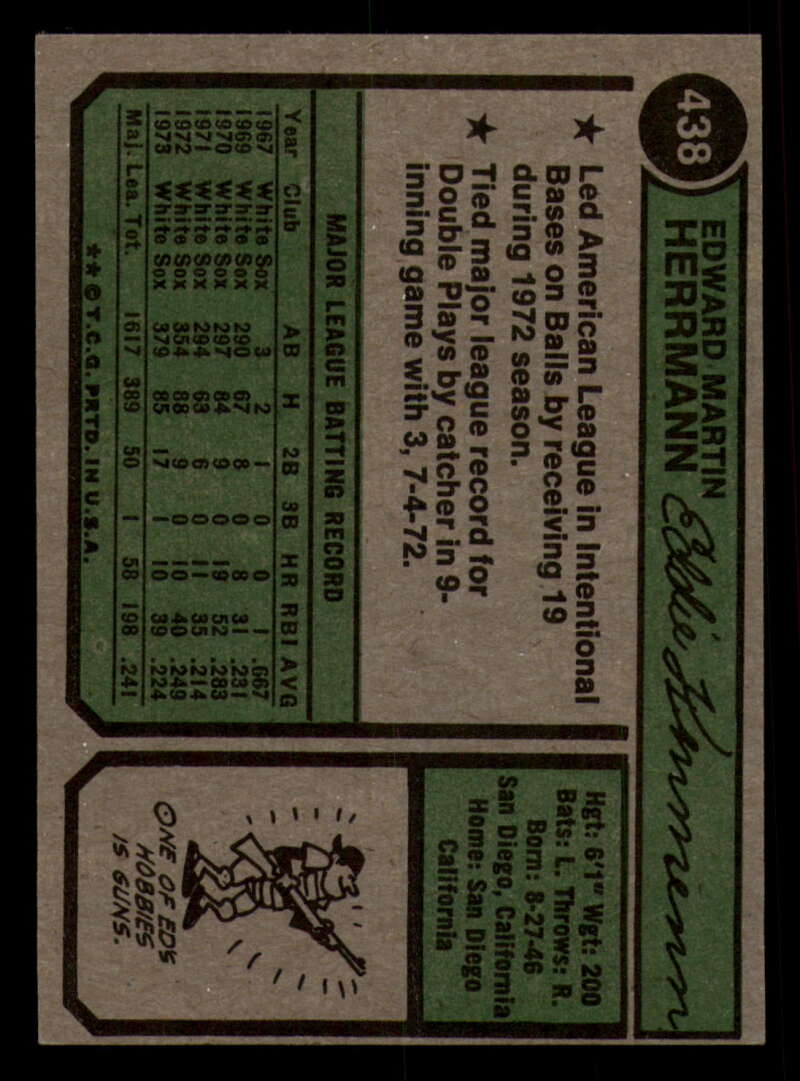 438
EDWARD MARTIN
HERRMANN
Eddie Herrmann
★ Led American League in Intentional
Bases on Balls by receiving 19
during 1972 season.
★ Tied major league record for
Double Plays by catcher in 9-
inning game with 3, 7-4-72.
MAJOR LEAGUE BATTING RECORD
Year Club AB H 2B 3B HR RBI AVG
1967 White Sox 3 2 1 0 0 1 .667
1969 White Sox 290 67 8 0 8 31 .231
1970 White Sox 297 84 9 0 19 52 .283
1971 White Sox 294 63 6 0 11 35 .214
1972 White Sox 354 88 9 0 10 40 .249
1973 White Sox 379 85 17 1 10 39 .224
Maj. Lea. Tot. 1617 389 50 1 58 198 .241
**©T.C.G. PRTD. IN U.S.A.
Hgt: 6'1" Wgt: 200
Bats: L. Throws: R.
Born: 8-27-46
San Diego, California
Home: San Diego
California
ONE OF EDS
HOBBIES
IS GUNS.